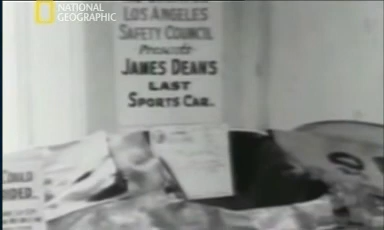 NATIONAL
GEOGRAPHIC
LOS ANGELES
SAFETY COUNCIL
Presents
JAMES DEAN'S
LAST
SPORTS CAR.